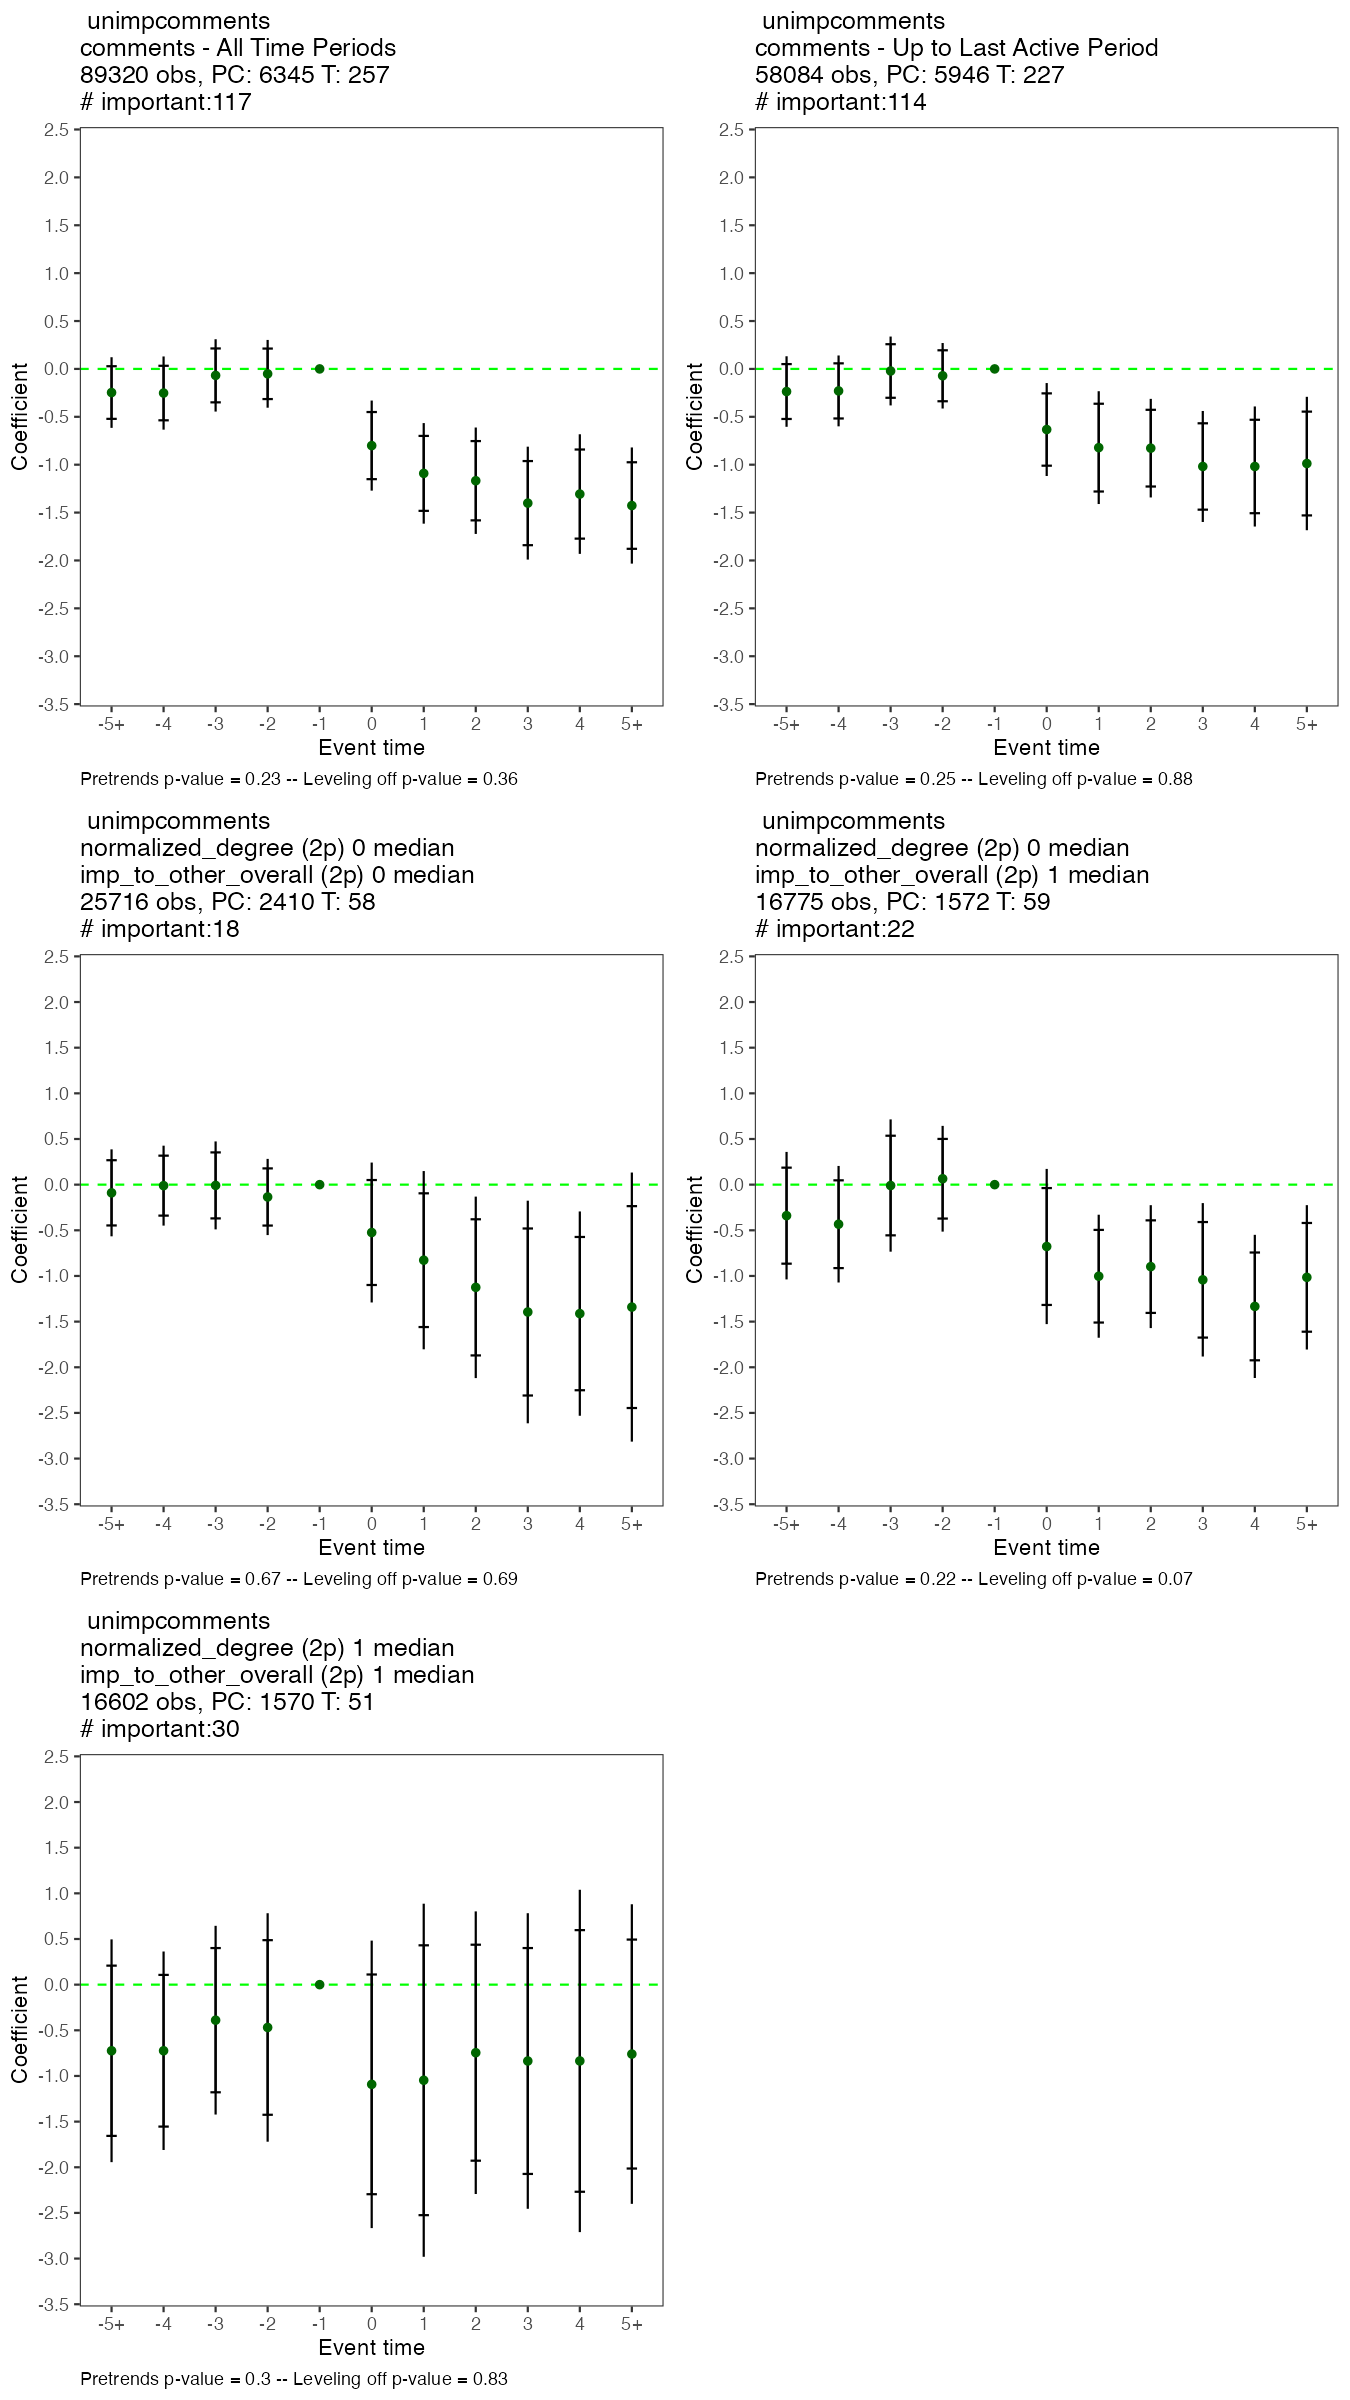 unimpcomments
comments - All Time Periods
89320 obs, PC: 6345 T: 257
# important:117
2.5
2.0
1.5
1.0
0.5
0.0
-0.5
-1.0
-1.5
-2.0
-2.5
-3.0
-3.5
Coefficient
-5+ -4 -3 -2 -1 0 1 2 3 4 5+
Event time
Pretrends p-value = 0.23 -- Leveling off p-value = 0.36
unimpcomments
comments - Up to Last Active Period
58084 obs, PC: 5946 T: 227
# important:114
2.5
2.0
1.5
1.0
0.5
0.0
-0.5
-1.0
-1.5
-2.0
-2.5
-3.0
-3.5
Coefficient
-5+ -4 -3 -2 -1 0 1 2 3 4 5+
Event time
Pretrends p-value = 0.25 -- Leveling off p-value = 0.88
unimpcomments
normalized_degree (2p) 0 median
imp_to_other_overall (2p) 0 median
25716 obs, PC: 2410 T: 58
# important:18
2.5
2.0
1.5
1.0
0.5
0.0
-0.5
-1.0
-1.5
-2.0
-2.5
-3.0
-3.5
Coefficient
-5+ -4 -3 -2 -1 0 1 2 3 4 5+
Event time
Pretrends p-value = 0.67 -- Leveling off p-value = 0.69
unimpcomments
normalized_degree (2p) 0 median
imp_to_other_overall (2p) 1 median
16775 obs, PC: 1572 T: 59
# important:22
2.5
2.0
1.5
1.0
0.5
0.0
-0.5
-1.0
-1.5
-2.0
-2.5
-3.0
-3.5
Coefficient
-5+ -4 -3 -2 -1 0 1 2 3 4 5+
Event time
Pretrends p-value = 0.22 -- Leveling off p-value = 0.07
unimpcomments
normalized_degree (2p) 1 median
imp_to_other_overall (2p) 1 median
16602 obs, PC: 1570 T: 51
# important:30
2.5
2.0
1.5
1.0
0.5
0.0
-0.5
-1.0
-1.5
-2.0
-2.5
-3.0
-3.5
Coefficient
-5+ -4 -3 -2 -1 0 1 2 3 4 5+
Event time
Pretrends p-value = 0.3 -- Leveling off p-value = 0.83